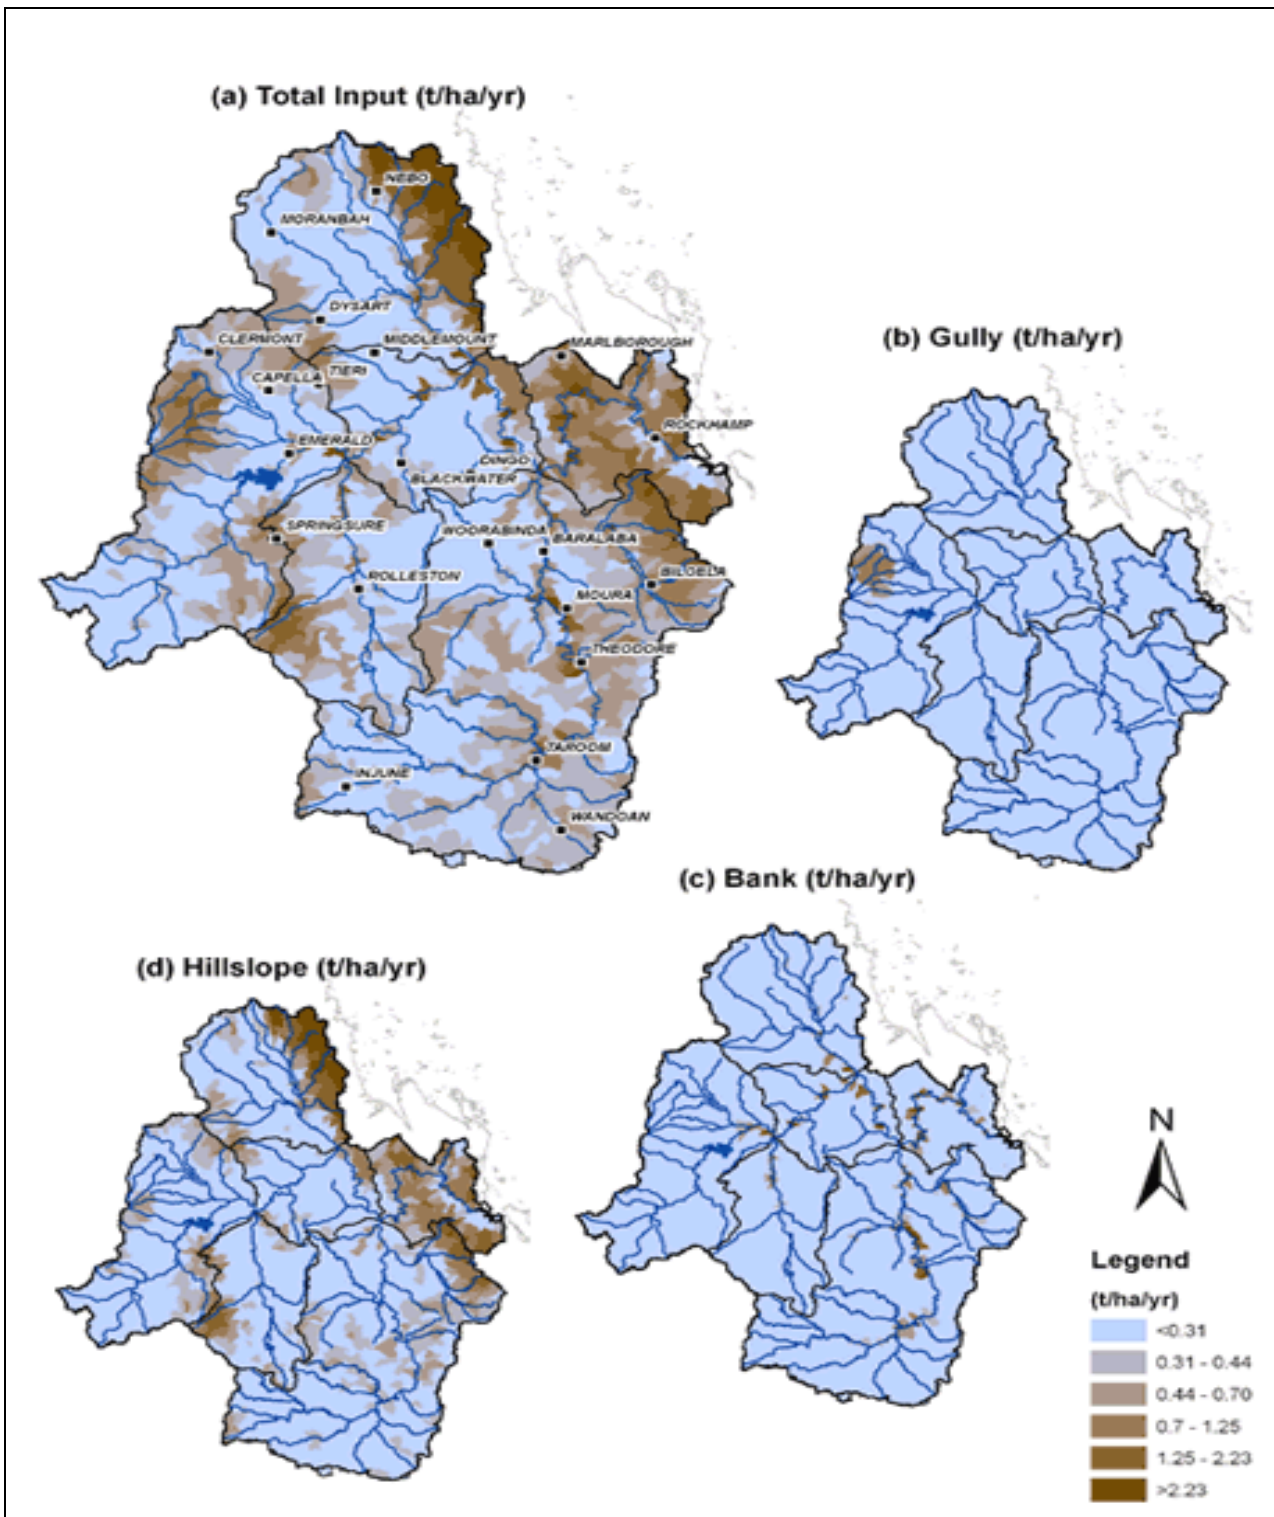 (a) Total Input (t/ha/yr)
NEBO
MORANBAH
DYSART
CLERMONT
MIDDLEMOUNT
MARLBOROUGH
(b) Gully (t/ha/yr)
CAPELLA
TIERI
EMERALD
ROCKHAMP
DINGO
BLACKWATER
SPRINGSURE
WOORABINDA
BARALABA
ROLLESTON
BILOELA
MOURA
THEODORE
TAROOM
INJUNE
WANDOAN
(c) Bank (t/ha/yr)
(d) Hillslope (t/ha/yr)
N
Legend
(t/ha/yr)
<0.31
0.31 - 0.44
0.44 - 0.70
0.7 - 1.25
1.25 - 2.23
>2.23